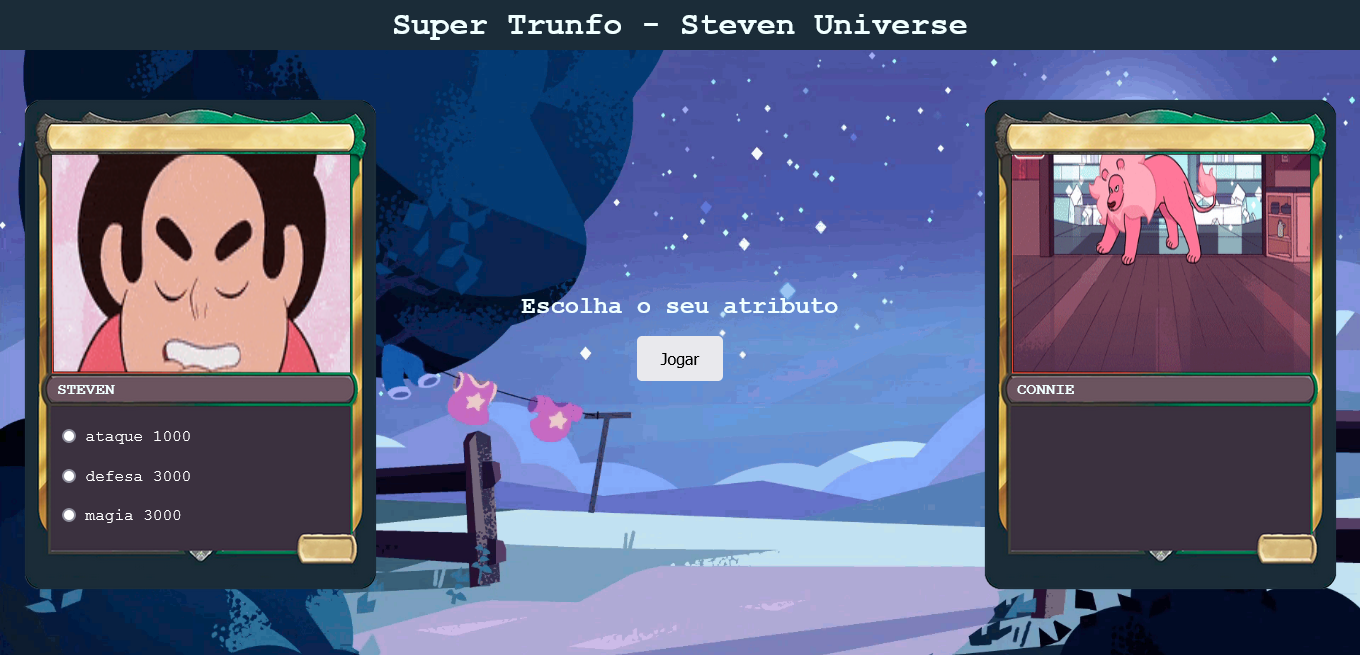 Super Trunfo - Steven Universe
Escolha o seu atributo
Jogar
STEVEN
ataque 1000
defesa 3000
magia 3000
CONNIE